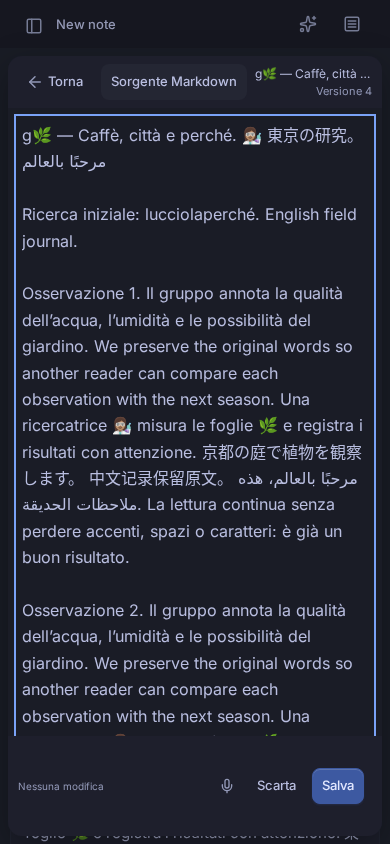 New note
Torna
Sorgente Markdown
g🌿 — Caffè, città ...
Versione 4
g🌿 — Caffè, città e perché. 👩🏽‍🔬 東京の研究。
مرحبًا بالعالم
Ricerca iniziale: lucciolaperché. English field
journal.
Osservazione 1. Il gruppo annota la qualità
dell’acqua, l’umidità e le possibilità del
giardino. We preserve the original words so
another reader can compare each
observation with the next season. Una
ricercatrice 👩🏽‍🔬 misura le foglie 🌿 e registra i
risultati con attenzione. 京都の庭で植物を観察
します。 中文记录保留原文。 مرحبًا بالعالم، هذه
ملاحظات الحديقة. La lettura continua senza
perdere accenti, spazi o caratteri: è già un
buon risultato.
Osservazione 2. Il gruppo annota la qualità
dell’acqua, l’umidità e le possibilità del
giardino. We preserve the original words so
another reader can compare each
observation with the next season. Una
Nessuna modifica
Scarta
Salva